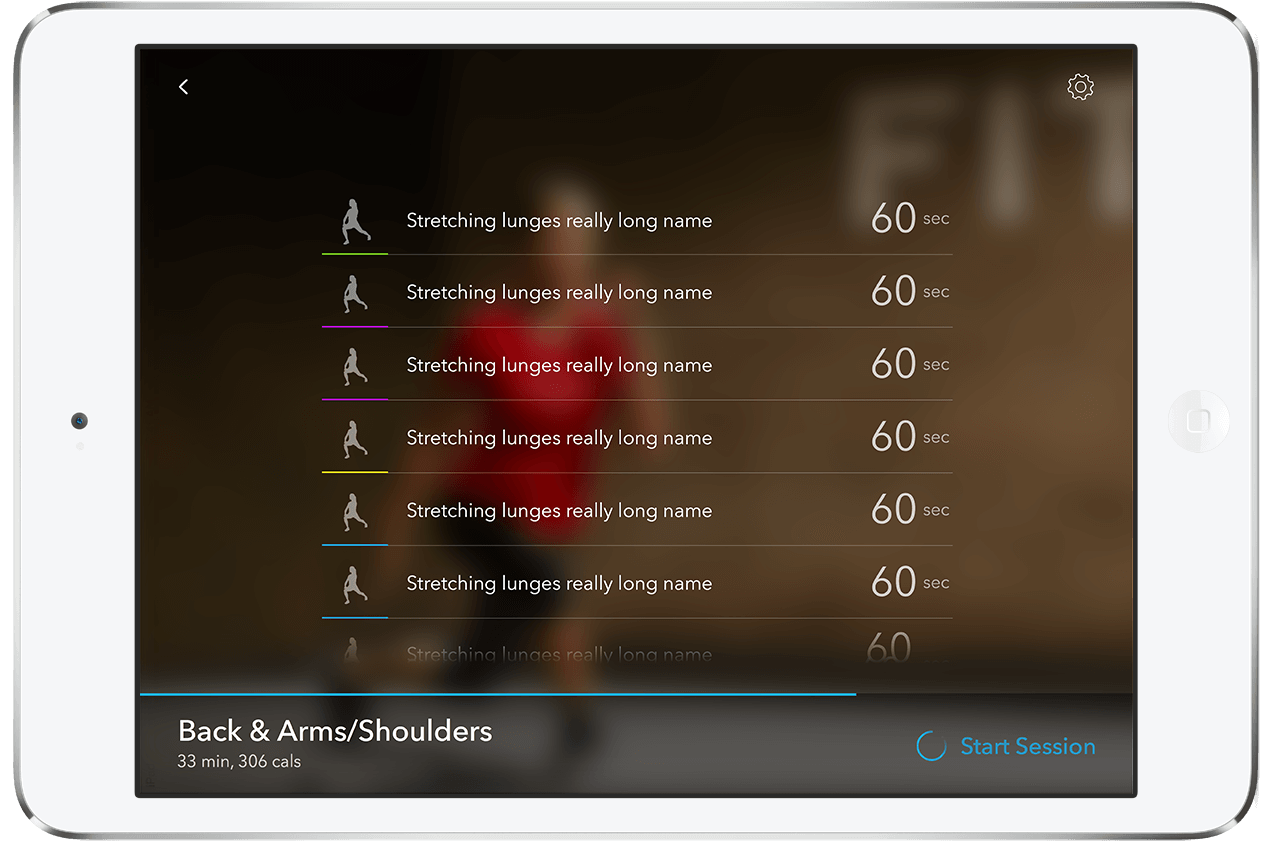 FIT
Stretching lunges really long name 60 sec
Stretching lunges really long name 60 sec
Stretching lunges really long name 60 sec
Stretching lunges really long name 60 sec
Stretching lunges really long name 60 sec
Stretching lunges really long name 60 sec
Stretching lunges really long name 60
Back & Arms/Shoulders
33 min, 306 cals
Start Session